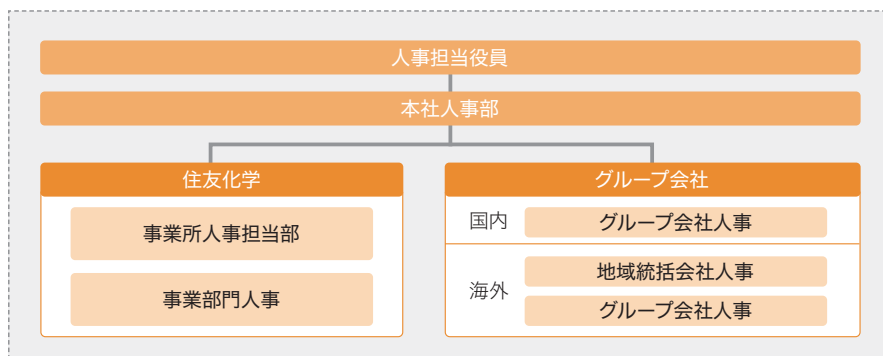 人事担当役員
本社人事部
住友化学
事業所人事担当部
事業部門人事
グループ会社
国内
グループ会社人事
海外
地域統括会社人事
グループ会社人事